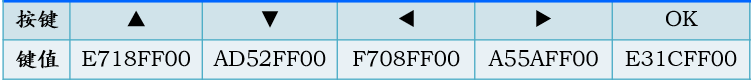 按键 ▲ ▼ ◀ ▶ OK
键值 E718FF00 AD52FF00 F708FF00 A55AFF00 E31CFF00